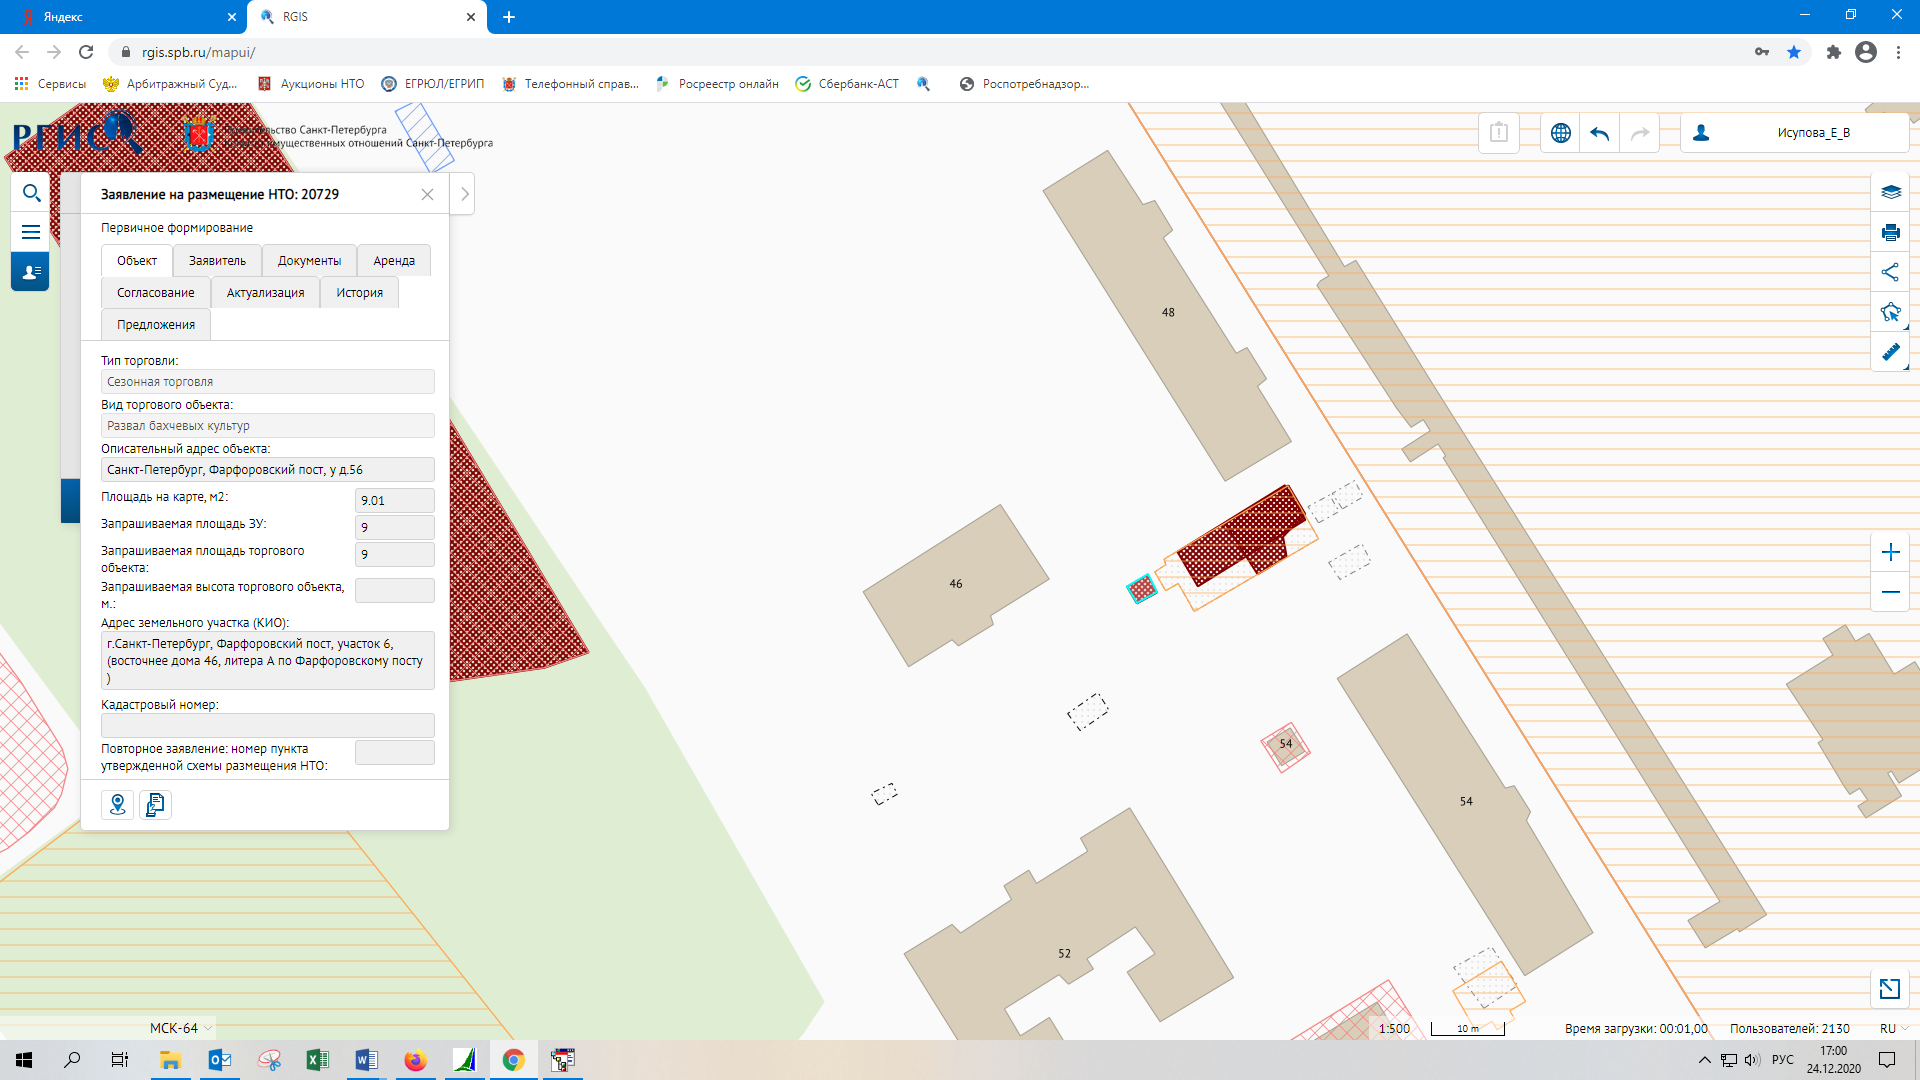 Яндекс
RGIS
rgis.spb.ru/mapui/
Сервисы
Арбитражный Суд...
Аукционы НТО
ЕГРЮЛ/ЕГРИП
Телефонный справ...
Росреестр онлайн
Сбербанк-АСТ
Роспотребнадзор...
РГИС
Санкт-Петербурга
имущественных отношений Санкт-Петербурга
Исупова_Е_В
Заявление на размещение НТО: 20729
Первичное формирование
Объект
Заявитель
Документы
Аренда
Согласование
Актуализация
История
Предложения
Тип торговли:
Сезонная торговля
Вид торгового объекта:
Развал бахчевых культур
Описательный адрес объекта:
Санкт-Петербург, Фарфоровский пост, у д.56
Площадь на карте, м2:
9.01
Запрашиваемая площадь ЗУ:
9
Запрашиваемая площадь торгового
объекта:
9
Запрашиваемая высота торгового объекта,
м.:
Адрес земельного участка (КИО):
г.Санкт-Петербург, Фарфоровский пост, участок 6,
(восточнее дома 46, литера А по Фарфоровскому посту
)
Кадастровый номер:
Повторное заявление: номер пункта
утвержденной схемы размещения НТО:
48
46
54
54
52
МСК-64
1:500
10 m
Время загрузки: 00:01,00
Пользователей: 2130
RU
РУС
17:00
24.12.2020